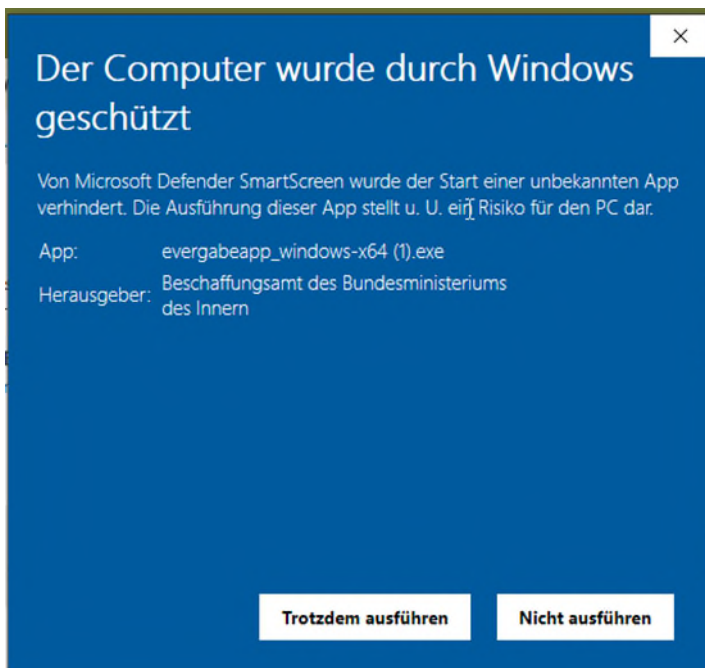 Der Computer wurde durch Windows
geschützt
Von Microsoft Defender SmartScreen wurde der Start einer unbekannten App
verhindert. Die Ausführung dieser App stellt u. U. ein Risiko für den PC dar.
App: evergabeapp_windows-x64 (1).exe
Herausgeber: Beschaffungsamt des Bundesministeriums
des Innern
Trotzdem ausführen Nicht ausführen